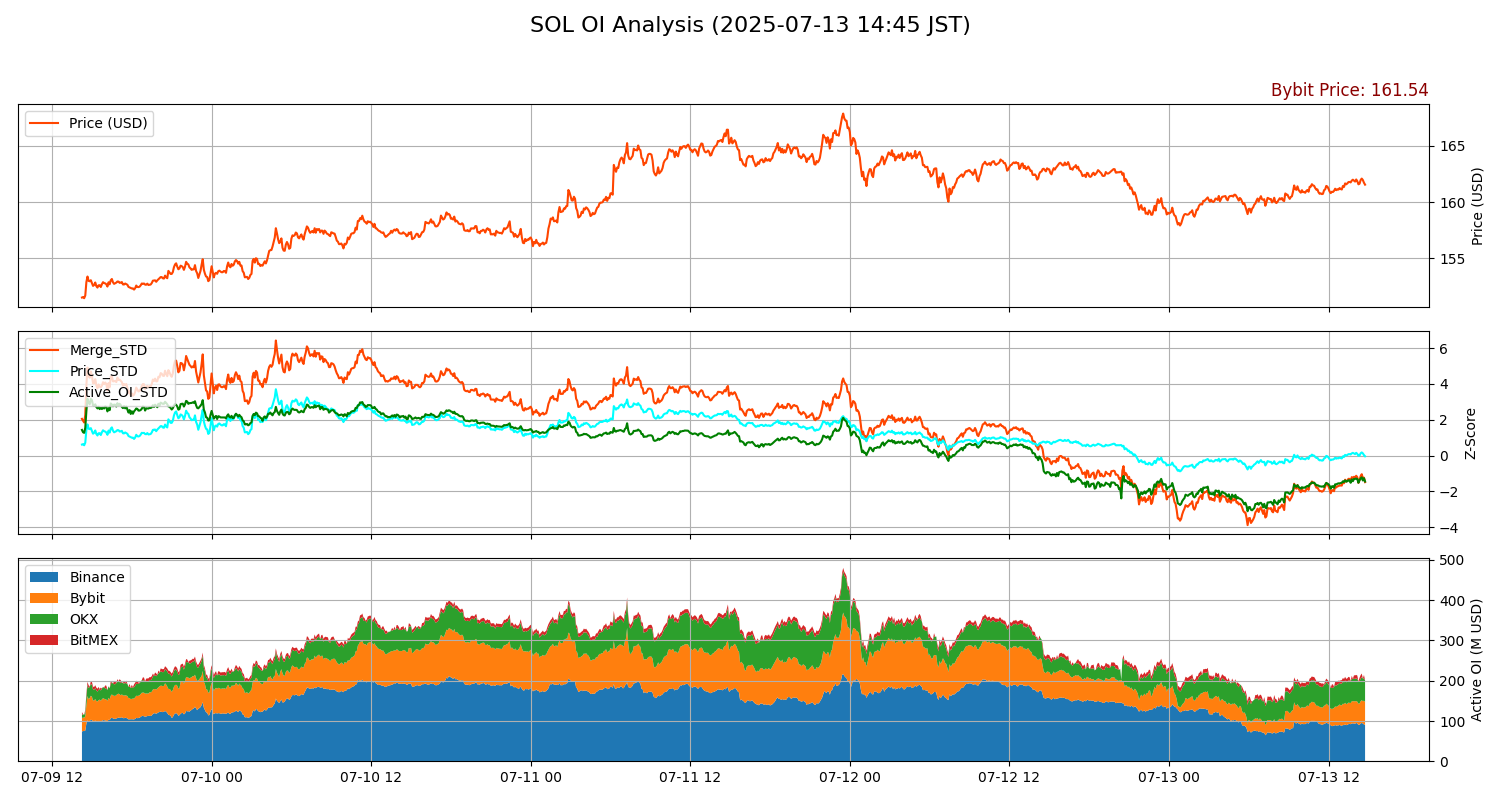 SOL OI Analysis (2025-07-13 14:45 JST)
Bybit Price: 161.54
Price (USD)
165
160
155
Price (USD)
Merge_STD
Price_STD
Active_OI_STD
6
4
2
0
−2
−4
Z-Score
Binance
Bybit
OKX
BitMEX
500
400
300
200
100
0
Active OI (M USD)
07-09 12
07-10 00
07-10 12
07-11 00
07-11 12
07-12 00
07-12 12
07-13 00
07-13 12